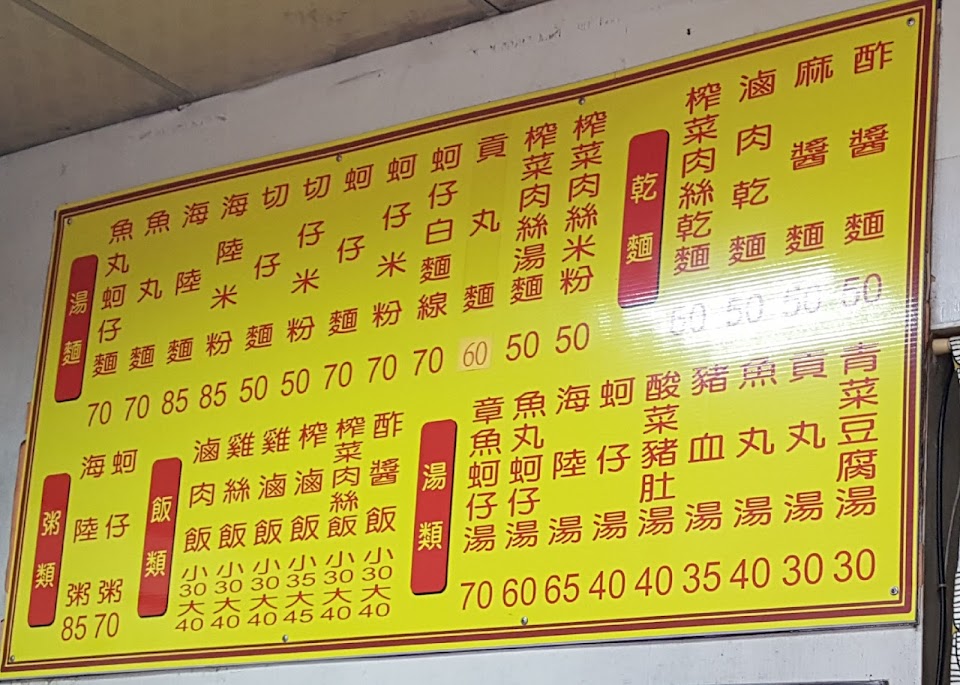 湯麵
魚丸蚵仔麵 70
魚丸麵 70
海陸麵 85
海陸米粉 85
切仔麵 50
切仔米粉 50
蚵仔麵 70
蚵仔米粉 70
蚵仔白麵線 70
貢丸麵 60
榨菜肉絲湯麵 50
榨菜肉絲米粉 50
乾麵
榨菜肉絲乾麵
滷肉乾麵 50
麻醬麵 50
酢醬麵 50
粥類
海陸粥 85
蚵仔粥 70
飯類
滷肉飯 小30大40
雞絲飯 小30大40
雞滷飯 小30大40
榨滷飯 小35大45
榨菜肉絲飯 小30大40
酢醬飯 小30大40
湯類
章魚蚵仔湯 70
魚丸蚵仔湯 60
海陸湯 65
蚵仔湯 40
酸菜豬肚湯 40
豬血湯 35
魚丸湯 40
貢丸湯 30
青菜豆腐湯 30